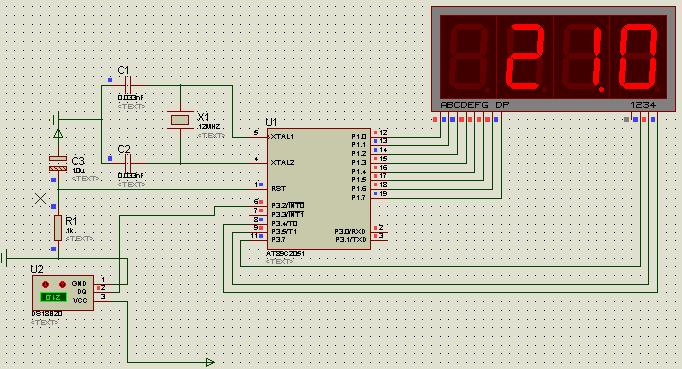 21.0
ABCDEFG DP 1234
C1
0.033nF
<TEXT>
X1
12MHZ
<TEXT>
C2
0.033nF
<TEXT>
C3
10u
<TEXT>
R1
1k
<TEXT>
U1
5 XTAL1
4 XTAL2
1 RST
6 P3.2/INT0
7 P3.3/INT1
8 P3.4/T0
9 P3.5/T1
11 P3.7
P1.0 12
P1.1 13
P1.2 14
P1.3 15
P1.4 16
P1.5 17
P1.6 18
P1.7 19
P3.0/RXD 2
P3.1/TXD 3
AT89C2051
<TEXT>
U2
21.0
GND 1
DQ 2
VCC 3
DS18B20
<TEXT>